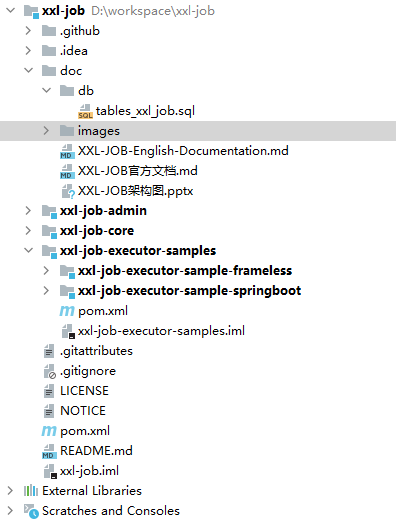 xxl-job D:\workspace\xxl-job
.github
.idea
doc
db
tables_xxl_job.sql
images
XXL-JOB-English-Documentation.md
XXL-JOB官方文档.md
XXL-JOB架构图.pptx
xxl-job-admin
xxl-job-core
xxl-job-executor-samples
xxl-job-executor-sample-frameless
xxl-job-executor-sample-springboot
pom.xml
xxl-job-executor-samples.iml
.gitattributes
.gitignore
LICENSE
NOTICE
pom.xml
README.md
xxl-job.iml
External Libraries
Scratches and Consoles